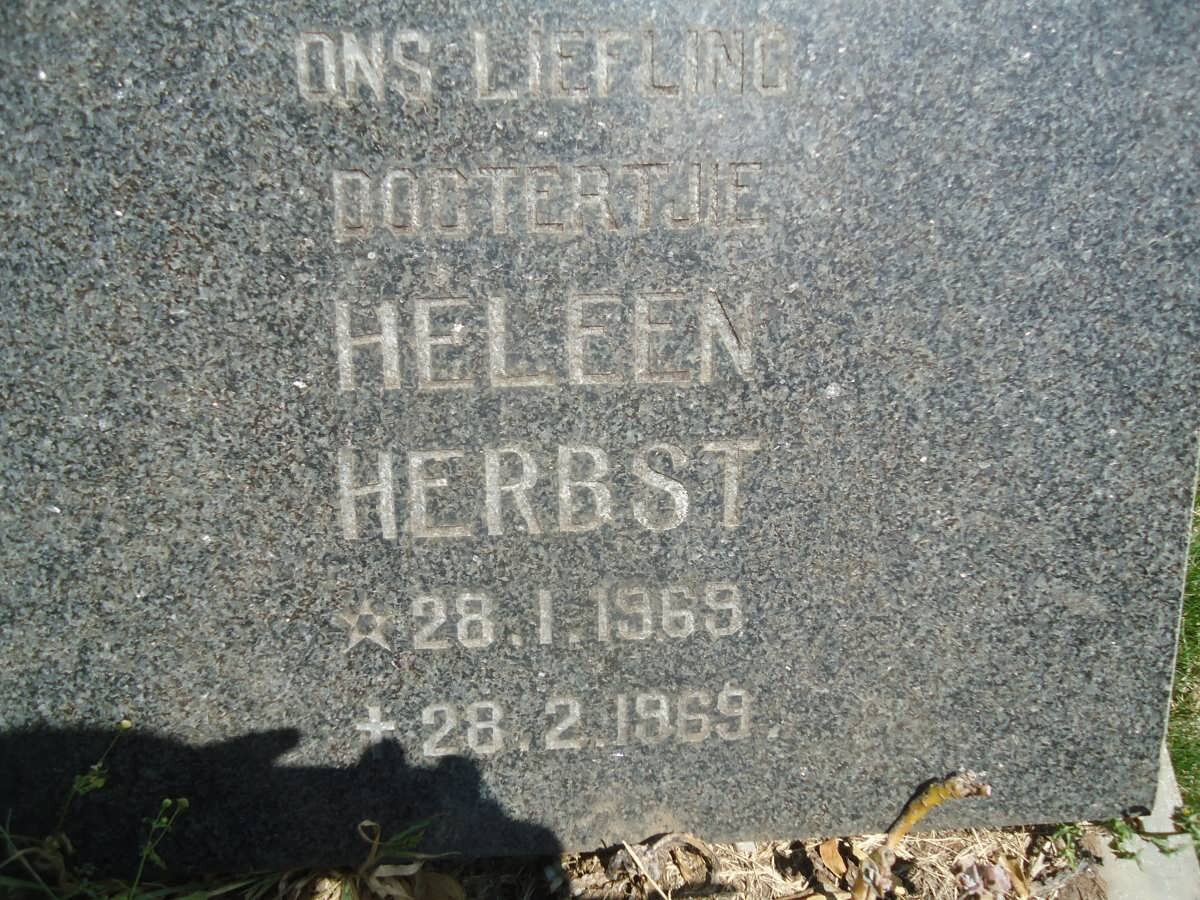 ONS LIEFLING
DOGTERTJIE
HELEEN
HERBST
☆ 28.1.1969
✝ 28.2.1969.